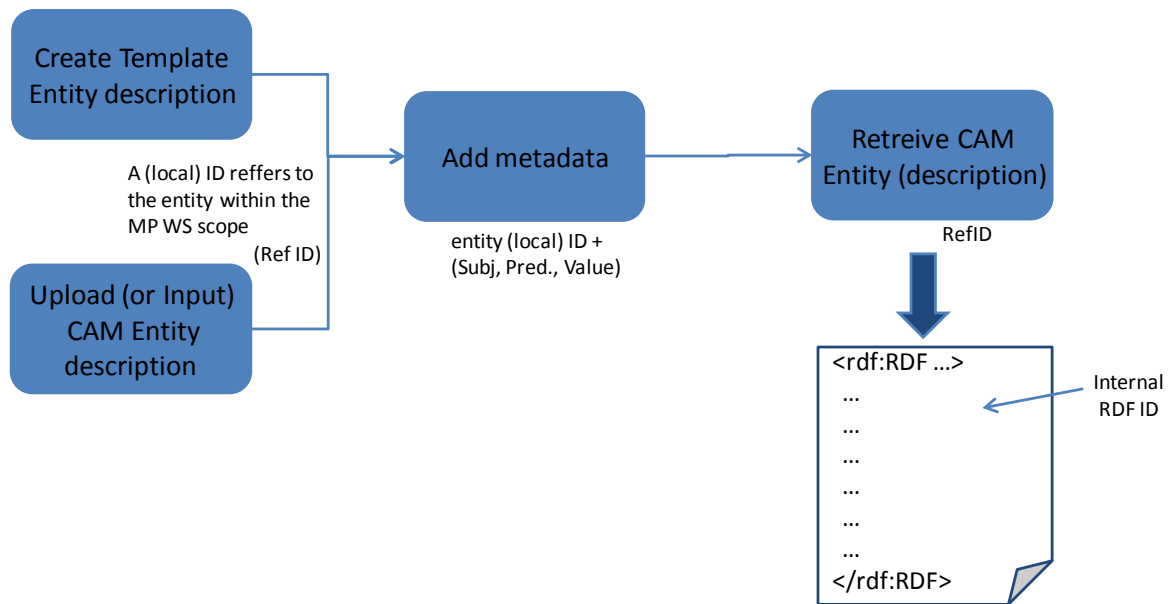 Create Template
Entity description
A (local) ID reffers to
the entity within the
MP WS scope
(Ref ID)
Upload (or Input)
CAM Entity
description
Add metadata
entity (local) ID +
(Subj, Pred., Value)
Retreive CAM
Entity (description)
RefID
<rdf:RDF ...>
...
...
...
...
...
...
</rdf:RDF>
Internal
RDF ID